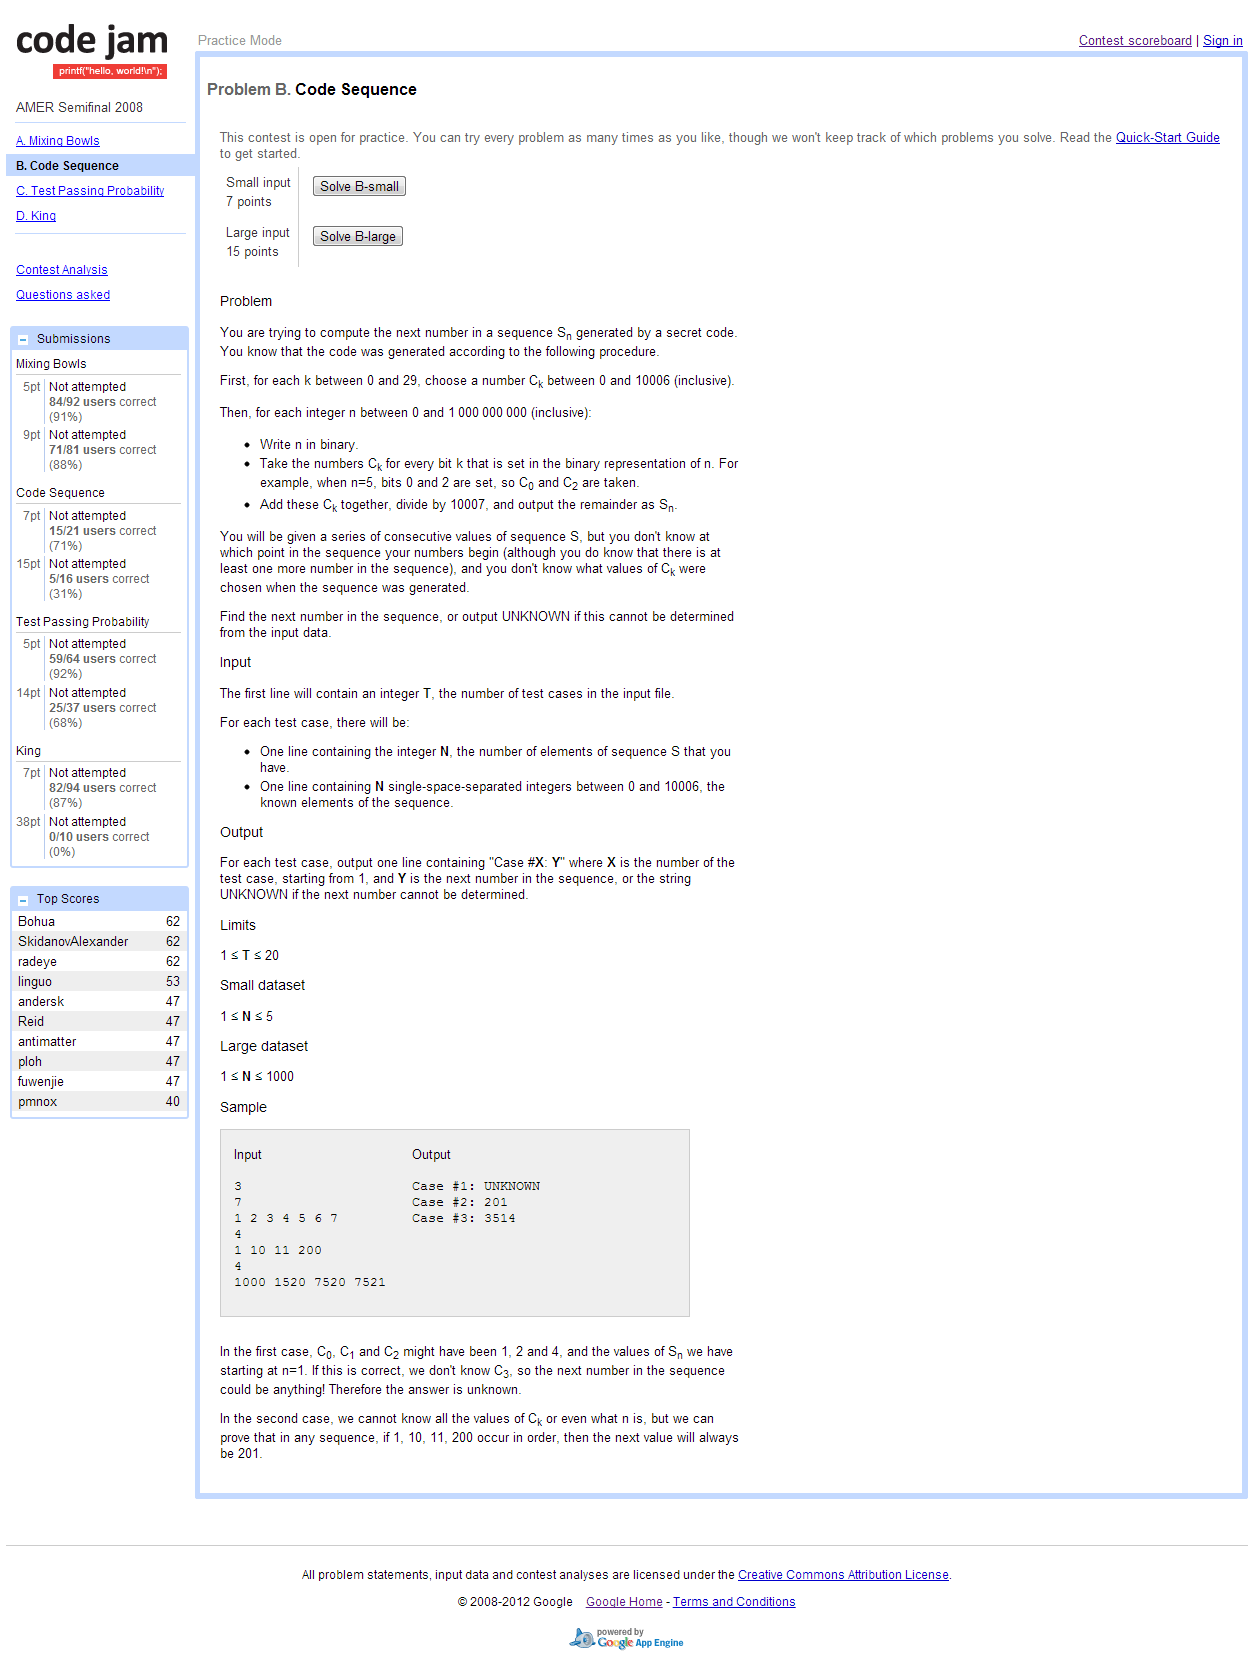 code jam
printf("hello, world!\n");
Practice Mode
Contest scoreboard | Sign in
AMER Semifinal 2008
A. Mixing Bowls
B. Code Sequence
C. Test Passing Probability
D. King
Contest Analysis
Questions asked
Submissions
Mixing Bowls
5pt Not attempted
84/92 users correct
(91%)
9pt Not attempted
71/81 users correct
(88%)
Code Sequence
7pt Not attempted
15/21 users correct
(71%)
15pt Not attempted
5/16 users correct
(31%)
Test Passing Probability
5pt Not attempted
59/64 users correct
(92%)
14pt Not attempted
25/37 users correct
(68%)
King
7pt Not attempted
82/94 users correct
(87%)
38pt Not attempted
0/10 users correct
(0%)
Top Scores
Bohua 62
SkidanovAlexander 62
radeye 62
linguo 53
andersk 47
Reid 47
antimatter 47
ploh 47
fuwenjie 47
pmnox 40
Problem B. Code Sequence
This contest is open for practice. You can try every problem as many times as you like, though we won't keep track of which problems you solve. Read the Quick-Start Guide
to get started.
Small input
7 points
Solve B-small
Large input
15 points
Solve B-large
Problem
You are trying to compute the next number in a sequence Sn generated by a secret code.
You know that the code was generated according to the following procedure.
First, for each k between 0 and 29, choose a number Ck between 0 and 10006 (inclusive).
Then, for each integer n between 0 and 1 000 000 000 (inclusive):
• Write n in binary.
• Take the numbers Ck for every bit k that is set in the binary representation of n. For
example, when n=5, bits 0 and 2 are set, so C0 and C2 are taken.
• Add these Ck together, divide by 10007, and output the remainder as Sn.
You will be given a series of consecutive values of sequence S, but you don't know at
which point in the sequence your numbers begin (although you do know that there is at
least one more number in the sequence), and you don't know what values of Ck were
chosen when the sequence was generated.
Find the next number in the sequence, or output UNKNOWN if this cannot be determined
from the input data.
Input
The first line will contain an integer T, the number of test cases in the input file.
For each test case, there will be:
• One line containing the integer N, the number of elements of sequence S that you
have.
• One line containing N single-space-separated integers between 0 and 10006, the
known elements of the sequence.
Output
For each test case, output one line containing "Case #X: Y" where X is the number of the
test case, starting from 1, and Y is the next number in the sequence, or the string
UNKNOWN if the next number cannot be determined.
Limits
1 ≤ T ≤ 20
Small dataset
1 ≤ N ≤ 5
Large dataset
1 ≤ N ≤ 1000
Sample
Input Output
3 Case #1: UNKNOWN
7 Case #2: 201
1 2 3 4 5 6 7 Case #3: 3514
4
1 10 11 200
4
1000 1520 7520 7521
In the first case, C0, C1 and C2 might have been 1, 2 and 4, and the values of Sn we have
starting at n=1. If this is correct, we don't know C3, so the next number in the sequence
could be anything! Therefore the answer is unknown.
In the second case, we cannot know all the values of Ck or even what n is, but we can
prove that in any sequence, if 1, 10, 11, 200 occur in order, then the next value will always
be 201.
All problem statements, input data and contest analyses are licensed under the Creative Commons Attribution License.
© 2008-2012 Google Google Home - Terms and Conditions
powered by
Google App Engine